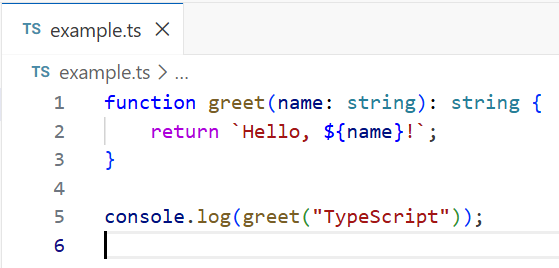 TS example.ts ×
TS example.ts > ...
1 function greet(name: string): string {
2     return `Hello, ${name}!`;
3 }
4
5 console.log(greet("TypeScript"));
6